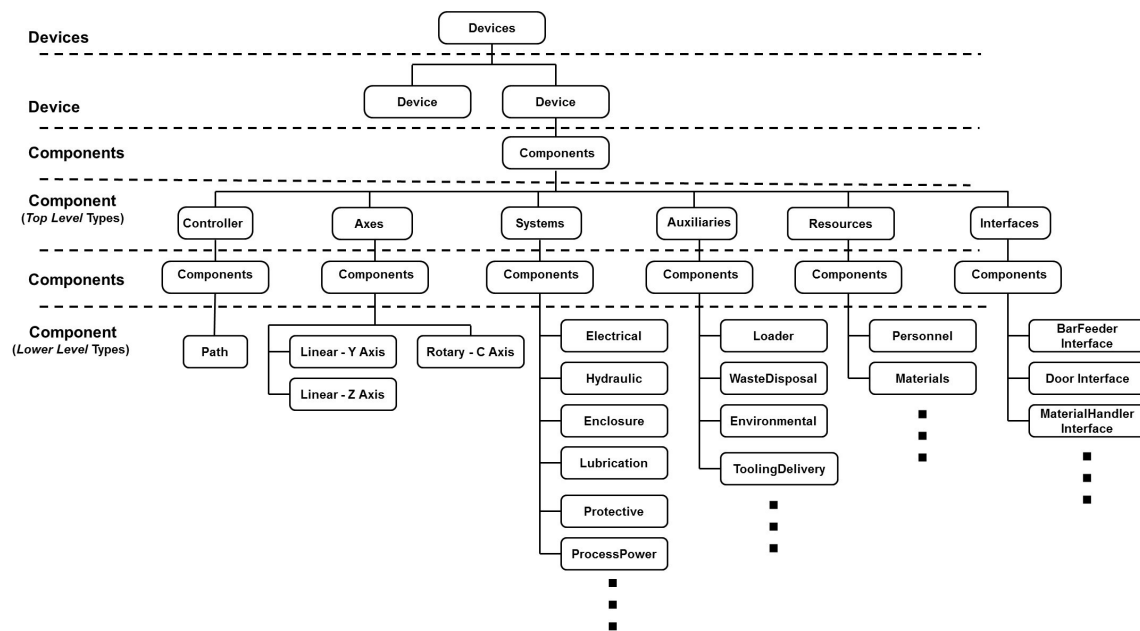 Devices
Devices
Device
Device
Device
Components
Components
Component
(Top Level Types)
Controller
Axes
Systems
Auxiliaries
Resources
Interfaces
Components
Components
Components
Components
Components
Components
Components
Component
(Lower Level Types)
Path
Linear - Y Axis
Rotary - C Axis
Linear - Z Axis
Electrical
Hydraulic
Enclosure
Lubrication
Protective
ProcessPower
Loader
WasteDisposal
Environmental
ToolingDelivery
Personnel
Materials
BarFeeder
Interface
Door Interface
MaterialHandler
Interface